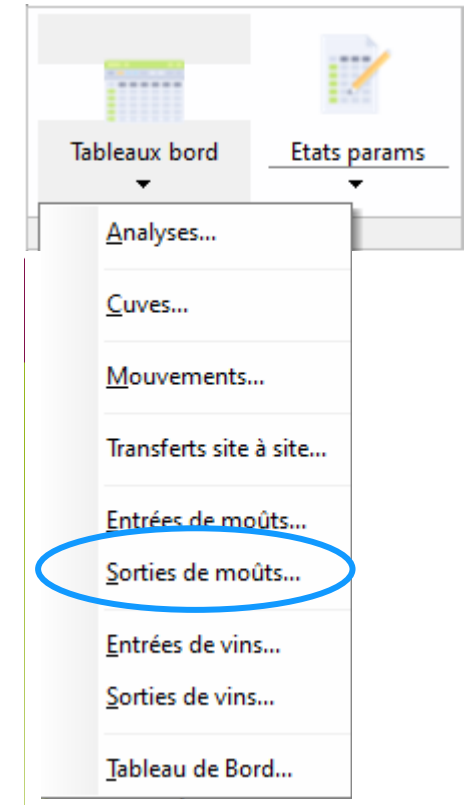 Tableaux bord
Etats params
Analyses...
Cuves...
Mouvements...
Transferts site à site...
Entrées de moûts...
Sorties de moûts...
Entrées de vins...
Sorties de vins...
Tableau de Bord...